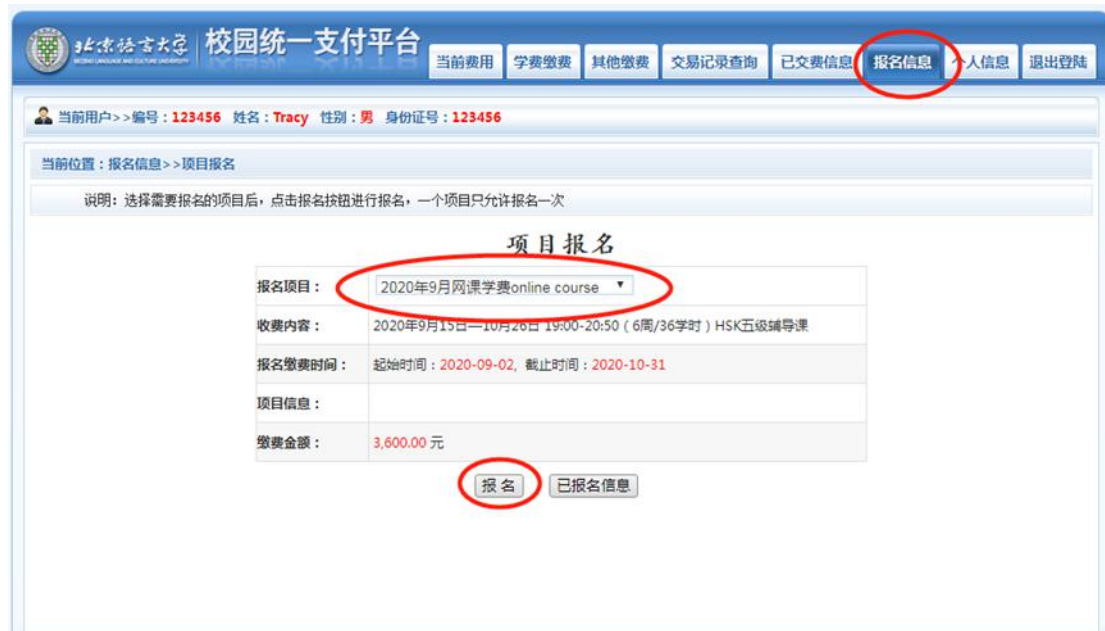 北京语言大学 校园统一支付平台
BEIJING LANGUAGE AND CULTURE UNIVERSITY
当前费用 学费缴费 其他缴费 交易记录查询 已交费信息 报名信息 个人信息 退出登陆
当前用户>>编号：123456 姓名：Tracy 性别：男 身份证号：123456
当前位置：报名信息>>项目报名
说明：选择需要报名的项目后，点击报名按钮进行报名，一个项目只允许报名一次
项目报名
报名项目： 2020年9月网课学费online course
收费内容： 2020年9月15日—10月26日 19:00-20:50（6周/36学时）HSK五级辅导课
报名缴费时间： 起始时间：2020-09-02, 截止时间：2020-10-31
项目信息：
缴费金额： 3,600.00 元
报 名 已报名信息